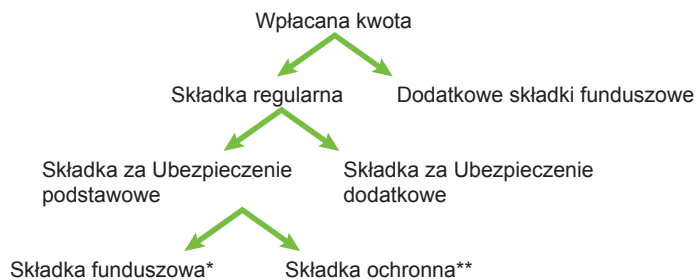 Wpłacana kwota
Składka regularna
Dodatkowe składki funduszowe
Składka za Ubezpieczenie
podstawowe
Składka za Ubezpieczenie
dodatkowe
Składka funduszowa*
Składka ochronna**